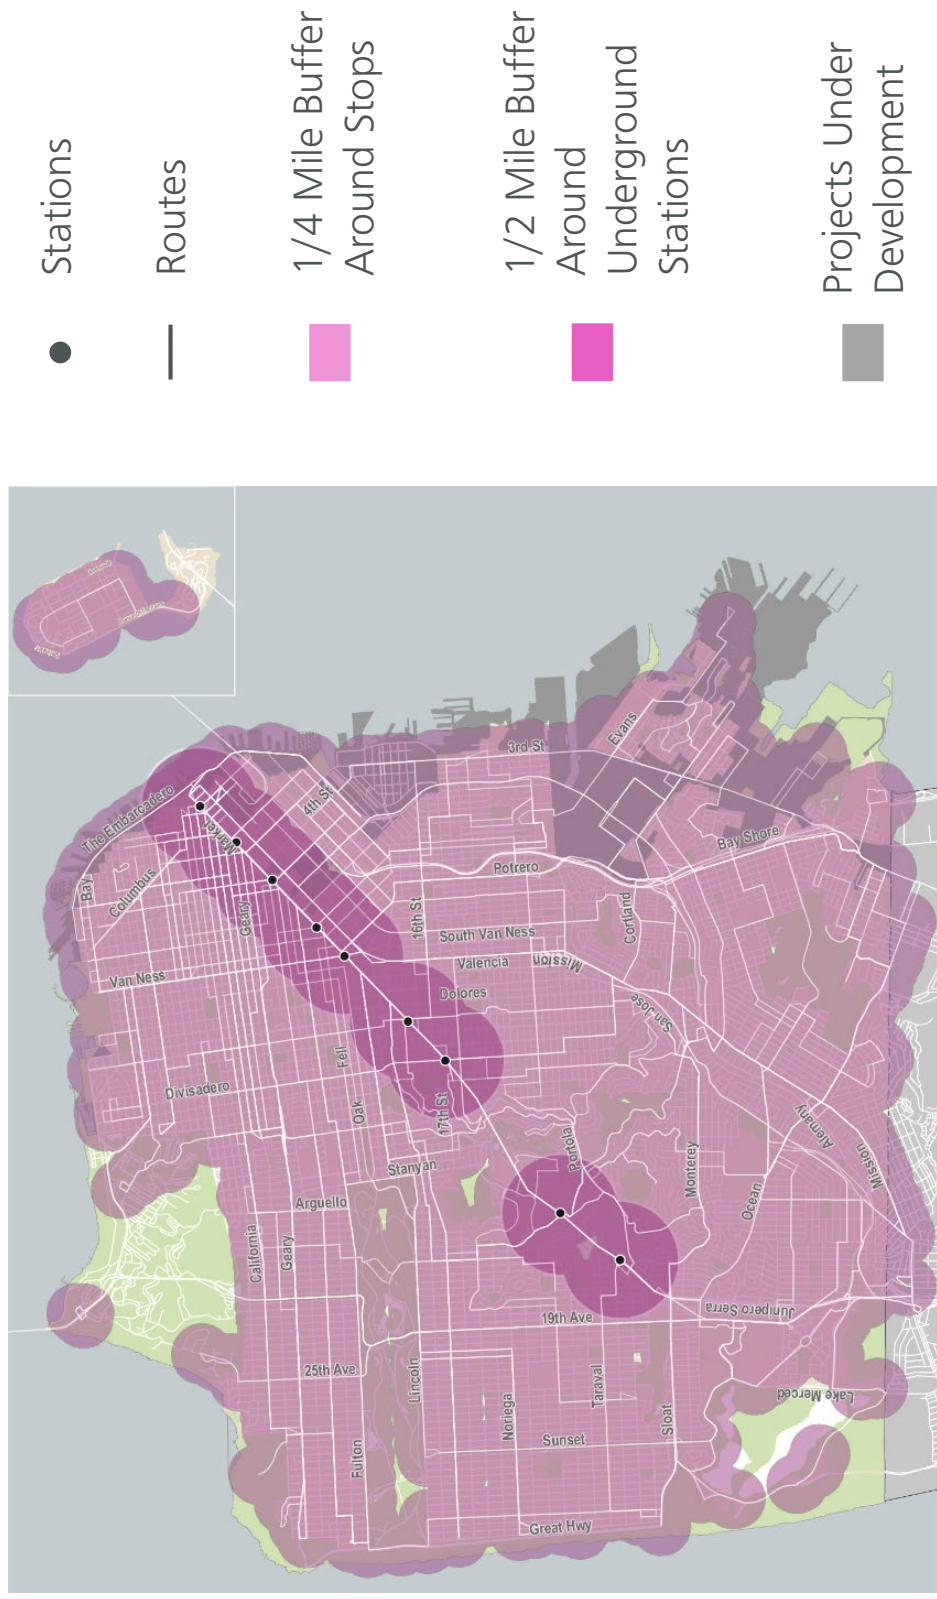 Stations
Routes
1/4 Mile Buffer
Around Stops
1/2 Mile Buffer
Around
Underground
Stations
Projects Under
Development
The Embarcadero
Bay
Columbus
Market
4th St
3rd St
Evans
Geary
Van Ness
16th St
Potrero
Bay Shore
South Van Ness
Cortland
Valencia
Mission
Dolores
San Jose
Divisadero
Fell
Oak
17th St
Stanyan
Portola
Monterey
Alemany
Mission
Ocean
Arguello
California
Geary
19th Ave
Junipero Serra
25th Ave
Lincoln
Noriega
Taraval
Lake Merced
Sloat
Fulton
Sunset
Great Hwy